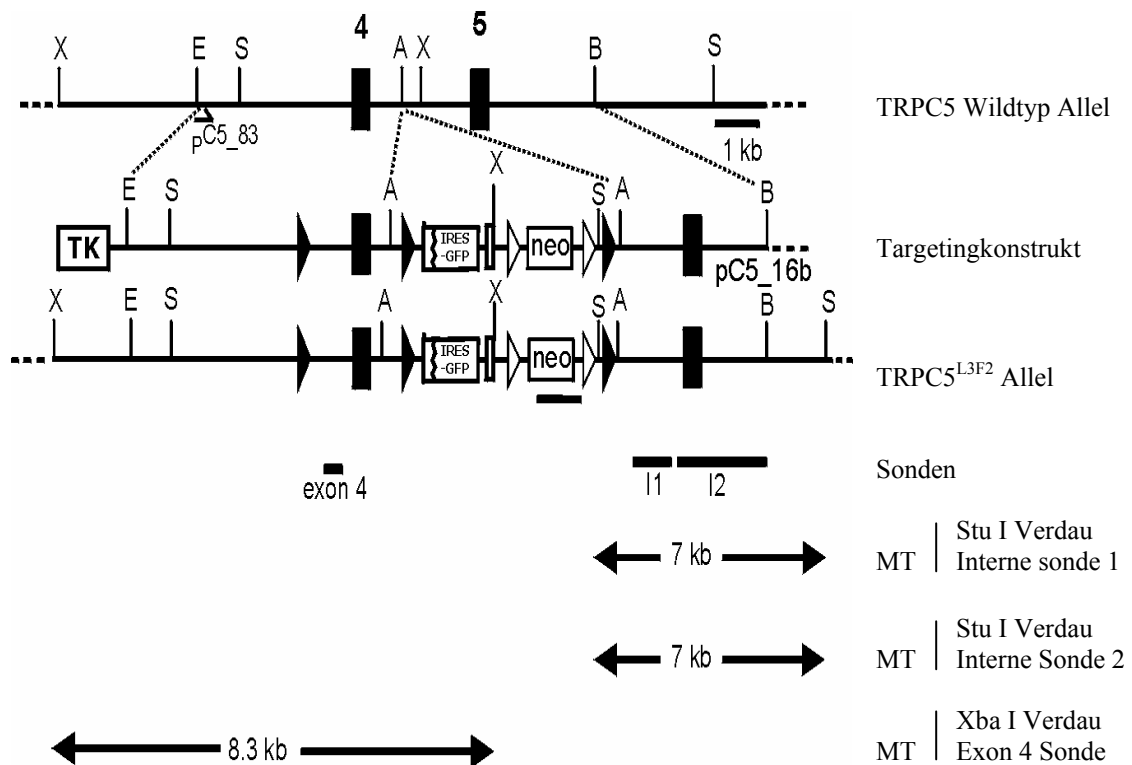 4 5
X E S A X B S
pC5_83
1 kb
TRPC5 Wildtyp Allel
X
E S A S A B
TK
IRES
-GFP
neo
pC5_16b
Targetingkonstrukt
X E S A X S A B S
IRES
-GFP
neo
TRPC5L3F2 Allel
exon 4
I1 I2
Sonden
7 kb
MT
Stu I Verdau
Interne sonde 1
7 kb
MT
Stu I Verdau
Interne Sonde 2
8.3 kb
MT
Xba I Verdau
Exon 4 Sonde